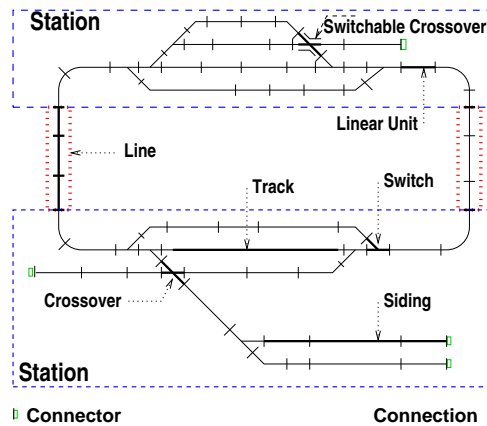 Station
Switchable Crossover
Linear Unit
Line
Track
Switch
Crossover
Siding
Station
Connector
Connection